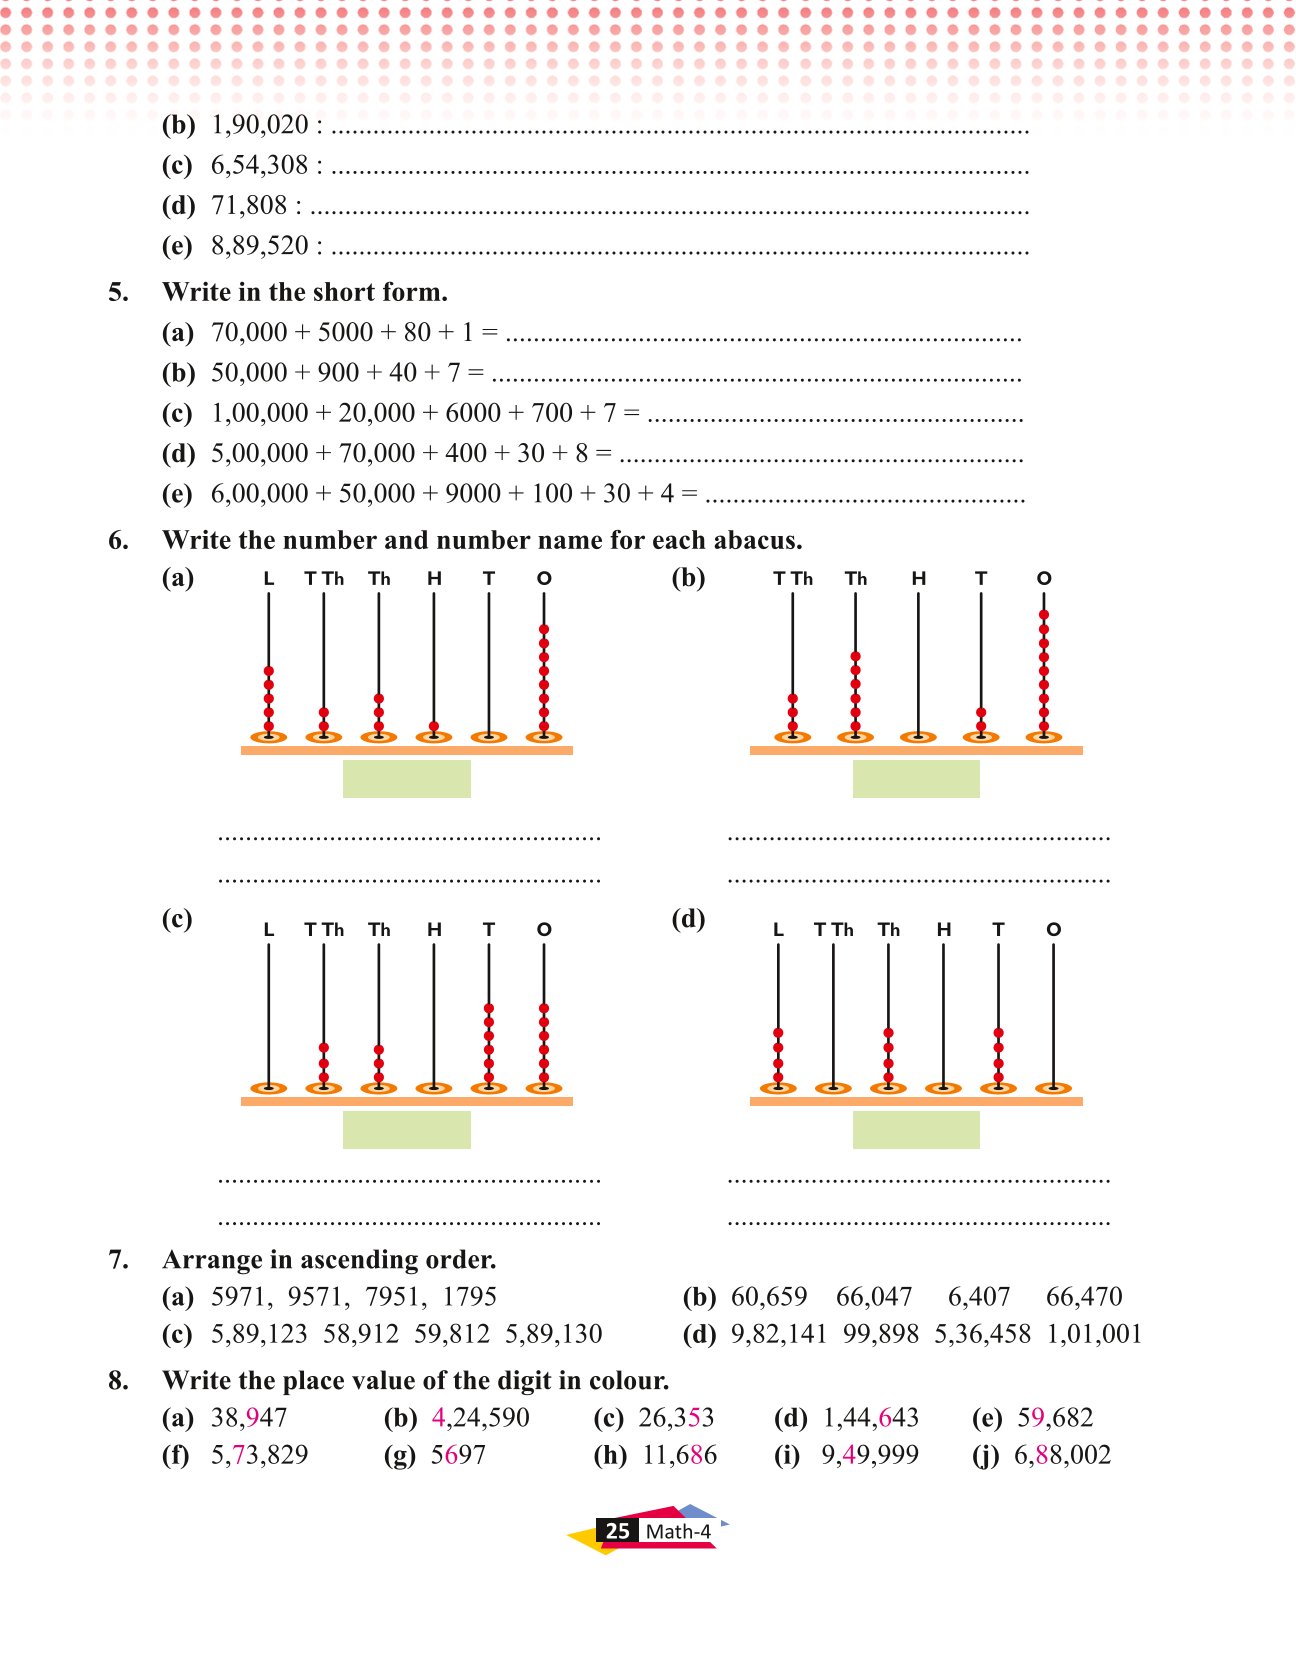 (b) 1,90,020 : ....................................................................................................
(c) 6,54,308 : ....................................................................................................
(d) 71,808 : .......................................................................................................
(e) 8,89,520 : ....................................................................................................
5. Write in the short form.
(a) 70,000 + 5000 + 80 + 1 = ..........................................................................
(b) 50,000 + 900 + 40 + 7 = ............................................................................
(c) 1,00,000 + 20,000 + 6000 + 700 + 7 = ......................................................
(d) 5,00,000 + 70,000 + 400 + 30 + 8 = ..........................................................
(e) 6,00,000 + 50,000 + 9000 + 100 + 30 + 4 = ..............................................
6. Write the number and number name for each abacus.
(a) L T Th Th H T O (b) T Th Th H T O
....................................................... .......................................................
....................................................... .......................................................
(c) L T Th Th H T O (d) L T Th Th H T O
....................................................... .......................................................
....................................................... .......................................................
7. Arrange in ascending order.
(a) 5971, 9571, 7951, 1795 (b) 60,659 66,047 6,407 66,470
(c) 5,89,123 58,912 59,812 5,89,130 (d) 9,82,141 99,898 5,36,458 1,01,001
8. Write the place value of the digit in colour.
(a) 38,947 (b) 4,24,590 (c) 26,353 (d) 1,44,643 (e) 59,682
(f) 5,73,829 (g) 5697 (h) 11,686 (i) 9,49,999 (j) 6,88,002
25 Math-4